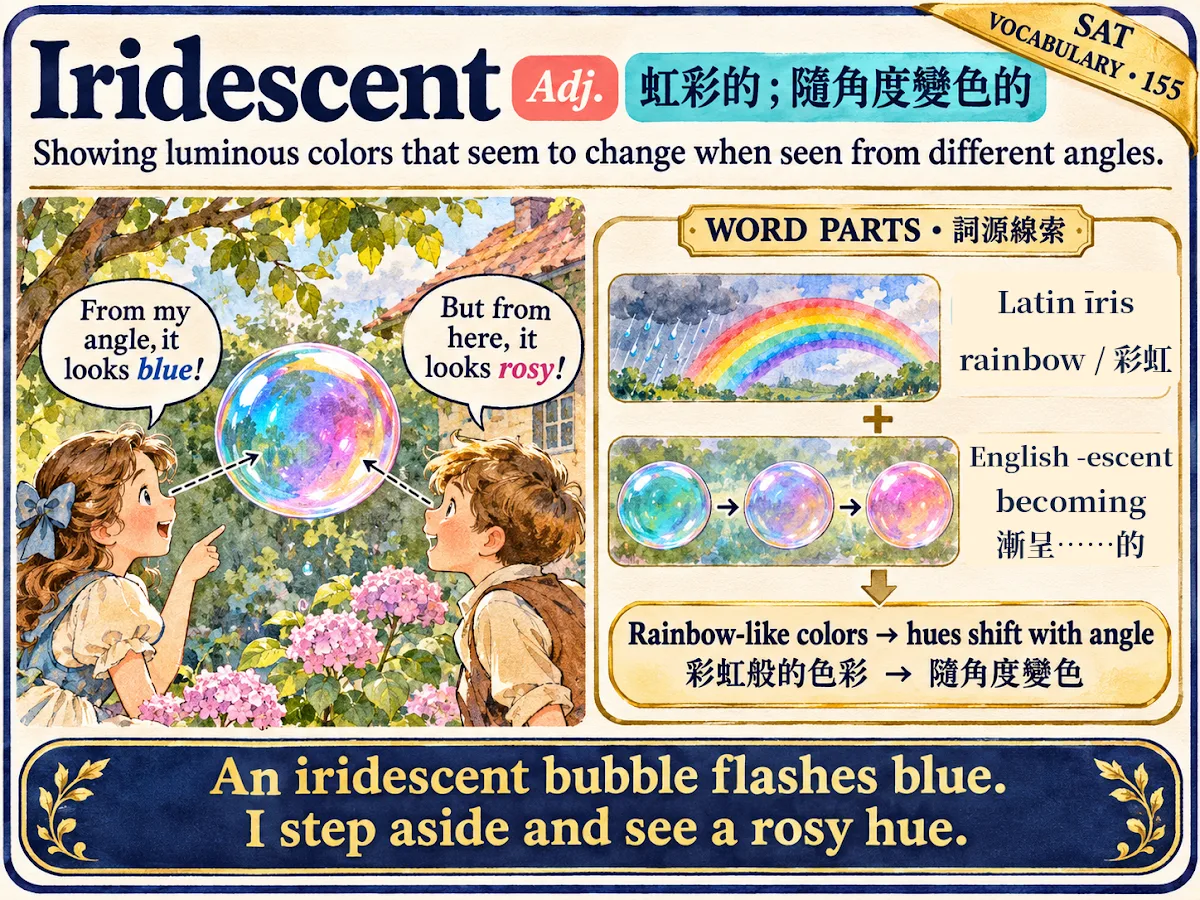 Iridescent
Adj.
虹彩的；隨角度變色的
SAT
VOCABULARY • 155
Showing luminous colors that seem to change when seen from different angles.
From my
angle, it
looks blue!
But from
here, it
looks rosy!
WORD PARTS • 詞源線索
Latin īris
rainbow / 彩虹
+
English -escent
becoming
漸呈……的
Rainbow-like colors → hues shift with angle
彩虹般的色彩 → 隨角度變色
An iridescent bubble flashes blue.
I step aside and see a rosy hue.